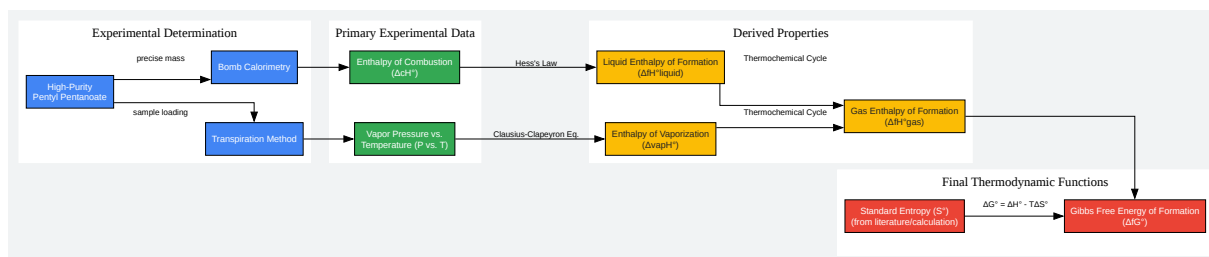 Experimental Determination
High-Purity
Pentyl Pentanoate
precise mass
sample loading
Bomb Calorimetry
Transpiration Method
Primary Experimental Data
Enthalpy of Combustion
(ΔcH°)
Vapor Pressure vs.
Temperature (P vs. T)
Hess's Law
Clausius-Clapeyron Eq.
Derived Properties
Liquid Enthalpy of Formation
(ΔfH°liquid)
Enthalpy of Vaporization
(ΔvapH°)
Thermochemical Cycle
Thermochemical Cycle
Gas Enthalpy of Formation
(ΔfH°gas)
Final Thermodynamic Functions
Standard Entropy (S°)
(from literature/calculation)
ΔG° = ΔH° - TΔS°
Gibbs Free Energy of Formation
(ΔfG°)